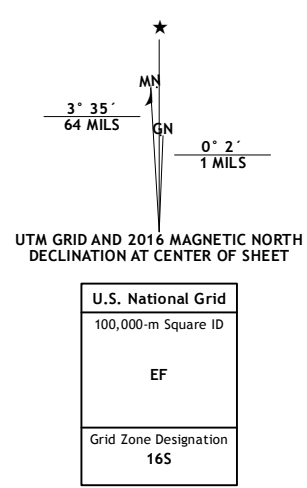 ★
MN
3° 35´
64 MILS
GN
0° 2´
1 MILS
UTM GRID AND 2016 MAGNETIC NORTH
DECLINATION AT CENTER OF SHEET
U.S. National Grid
100,000-m Square ID
EF
Grid Zone Designation
16S